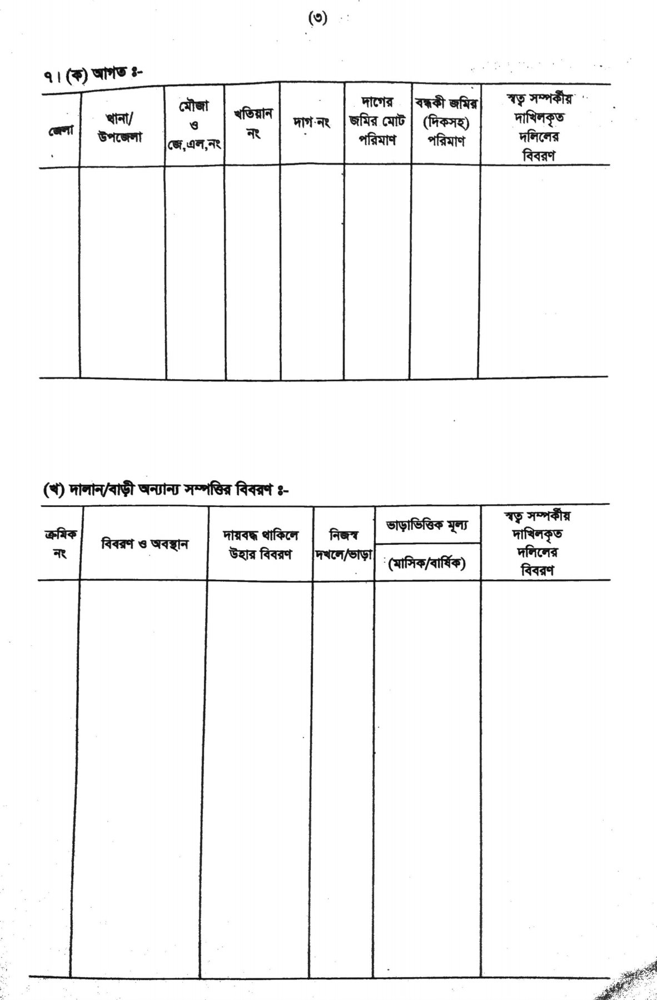 (৩)
৭। (ক) আগত ঃ-
জেলা
থানা/
উপজেলা
মৌজা
ও
জে,এল,নং
খতিয়ান
নং
দাগ নং
দাগের
জমির মোট
পরিমাণ
বন্ধকী জমির
(দিকসহ)
পরিমাণ
স্বত্ব সম্পর্কীয়
দাখিলকৃত
দলিলের
বিবরণ
(খ) দালান/বাড়ী অন্যান্য সম্পত্তির বিবরণ ঃ-
ক্রমিক
নং
বিবরণ ও অবস্থান
দায়বদ্ধ থাকিলে
উহার বিবরণ
নিজস্ব
দখলে/ভাড়া
ভাড়াভিত্তিক মূল্য
(মাসিক/বার্ষিক)
স্বত্ব সম্পর্কীয়
দাখিলকৃত
দলিলের
বিবরণ